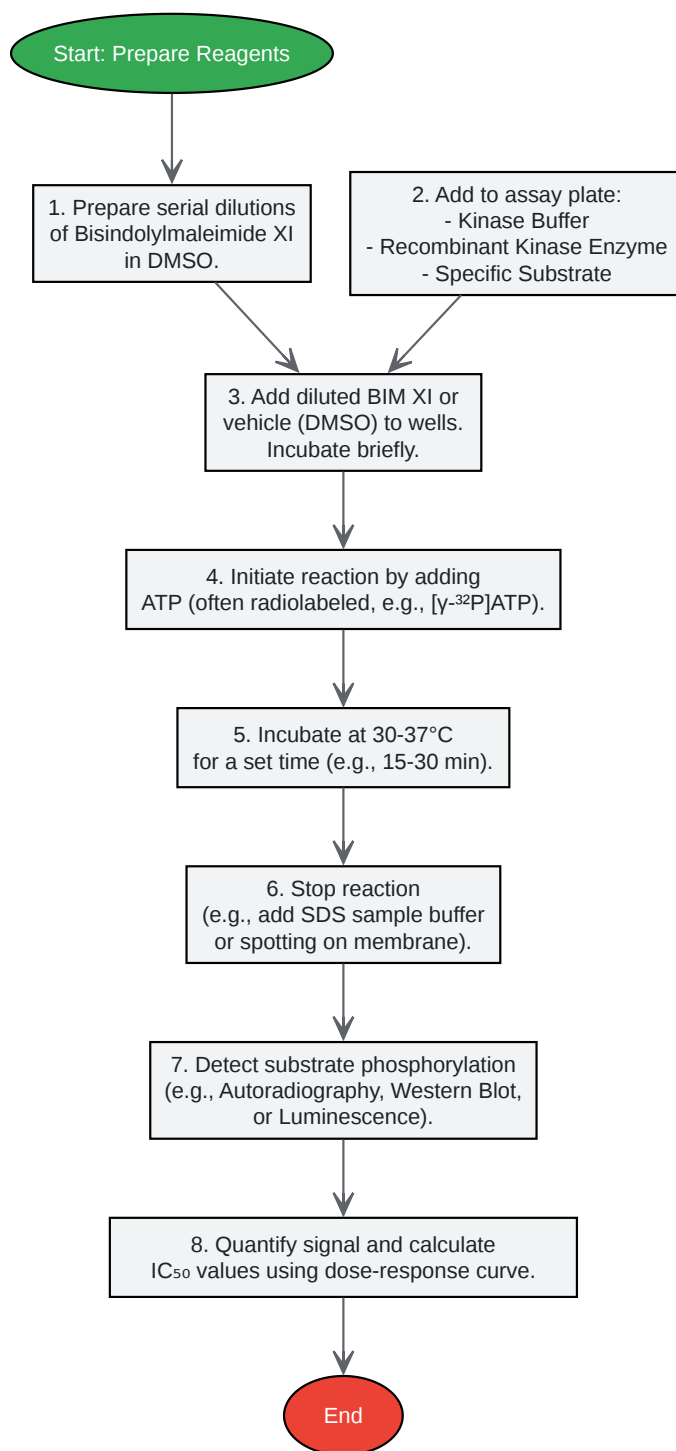 Start: Prepare Reagents
1. Prepare serial dilutions
of Bisindolylmaleimide XI
in DMSO.
2. Add to assay plate:
- Kinase Buffer
- Recombinant Kinase Enzyme
- Specific Substrate
3. Add diluted BIM XI or
vehicle (DMSO) to wells.
Incubate briefly.
4. Initiate reaction by adding
ATP (often radiolabeled, e.g., [γ-³²P]ATP).
5. Incubate at 30-37°C
for a set time (e.g., 15-30 min).
6. Stop reaction
(e.g., add SDS sample buffer
or spotting on membrane).
7. Detect substrate phosphorylation
(e.g., Autoradiography, Western Blot,
or Luminescence).
8. Quantify signal and calculate
IC₅₀ values using dose-response curve.
End